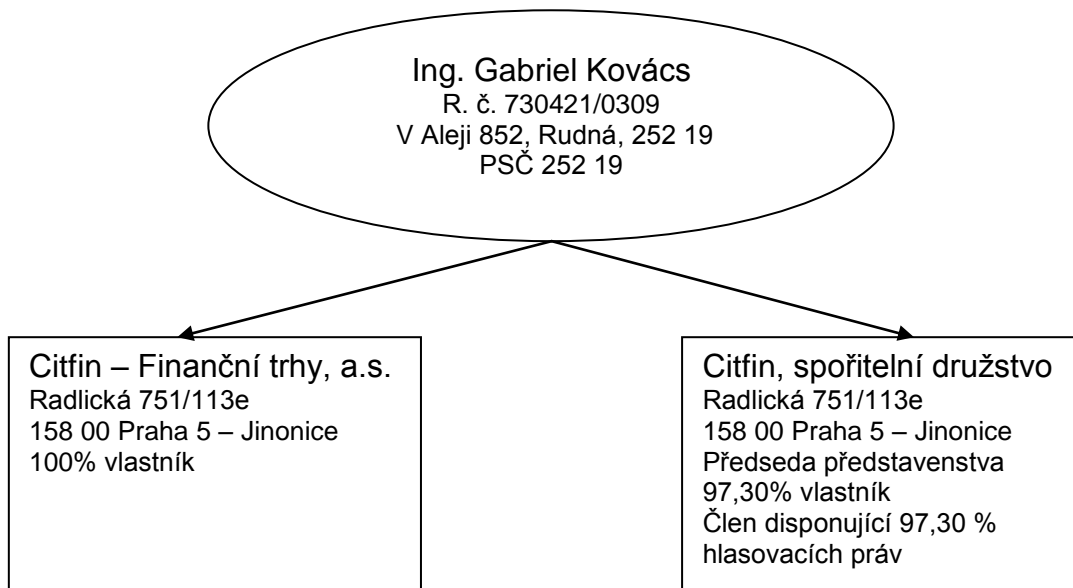 Ing. Gabriel Kovács
R. č. 730421/0309
V Aleji 852, Rudná, 252 19
PSČ 252 19
Citfin – Finanční trhy, a.s.
Radlická 751/113e
158 00 Praha 5 – Jinonice
100% vlastník
Citfin, spořitelní družstvo
Radlická 751/113e
158 00 Praha 5 – Jinonice
Předseda představenstva
97,30% vlastník
Člen disponující 97,30 %
hlasovacích práv